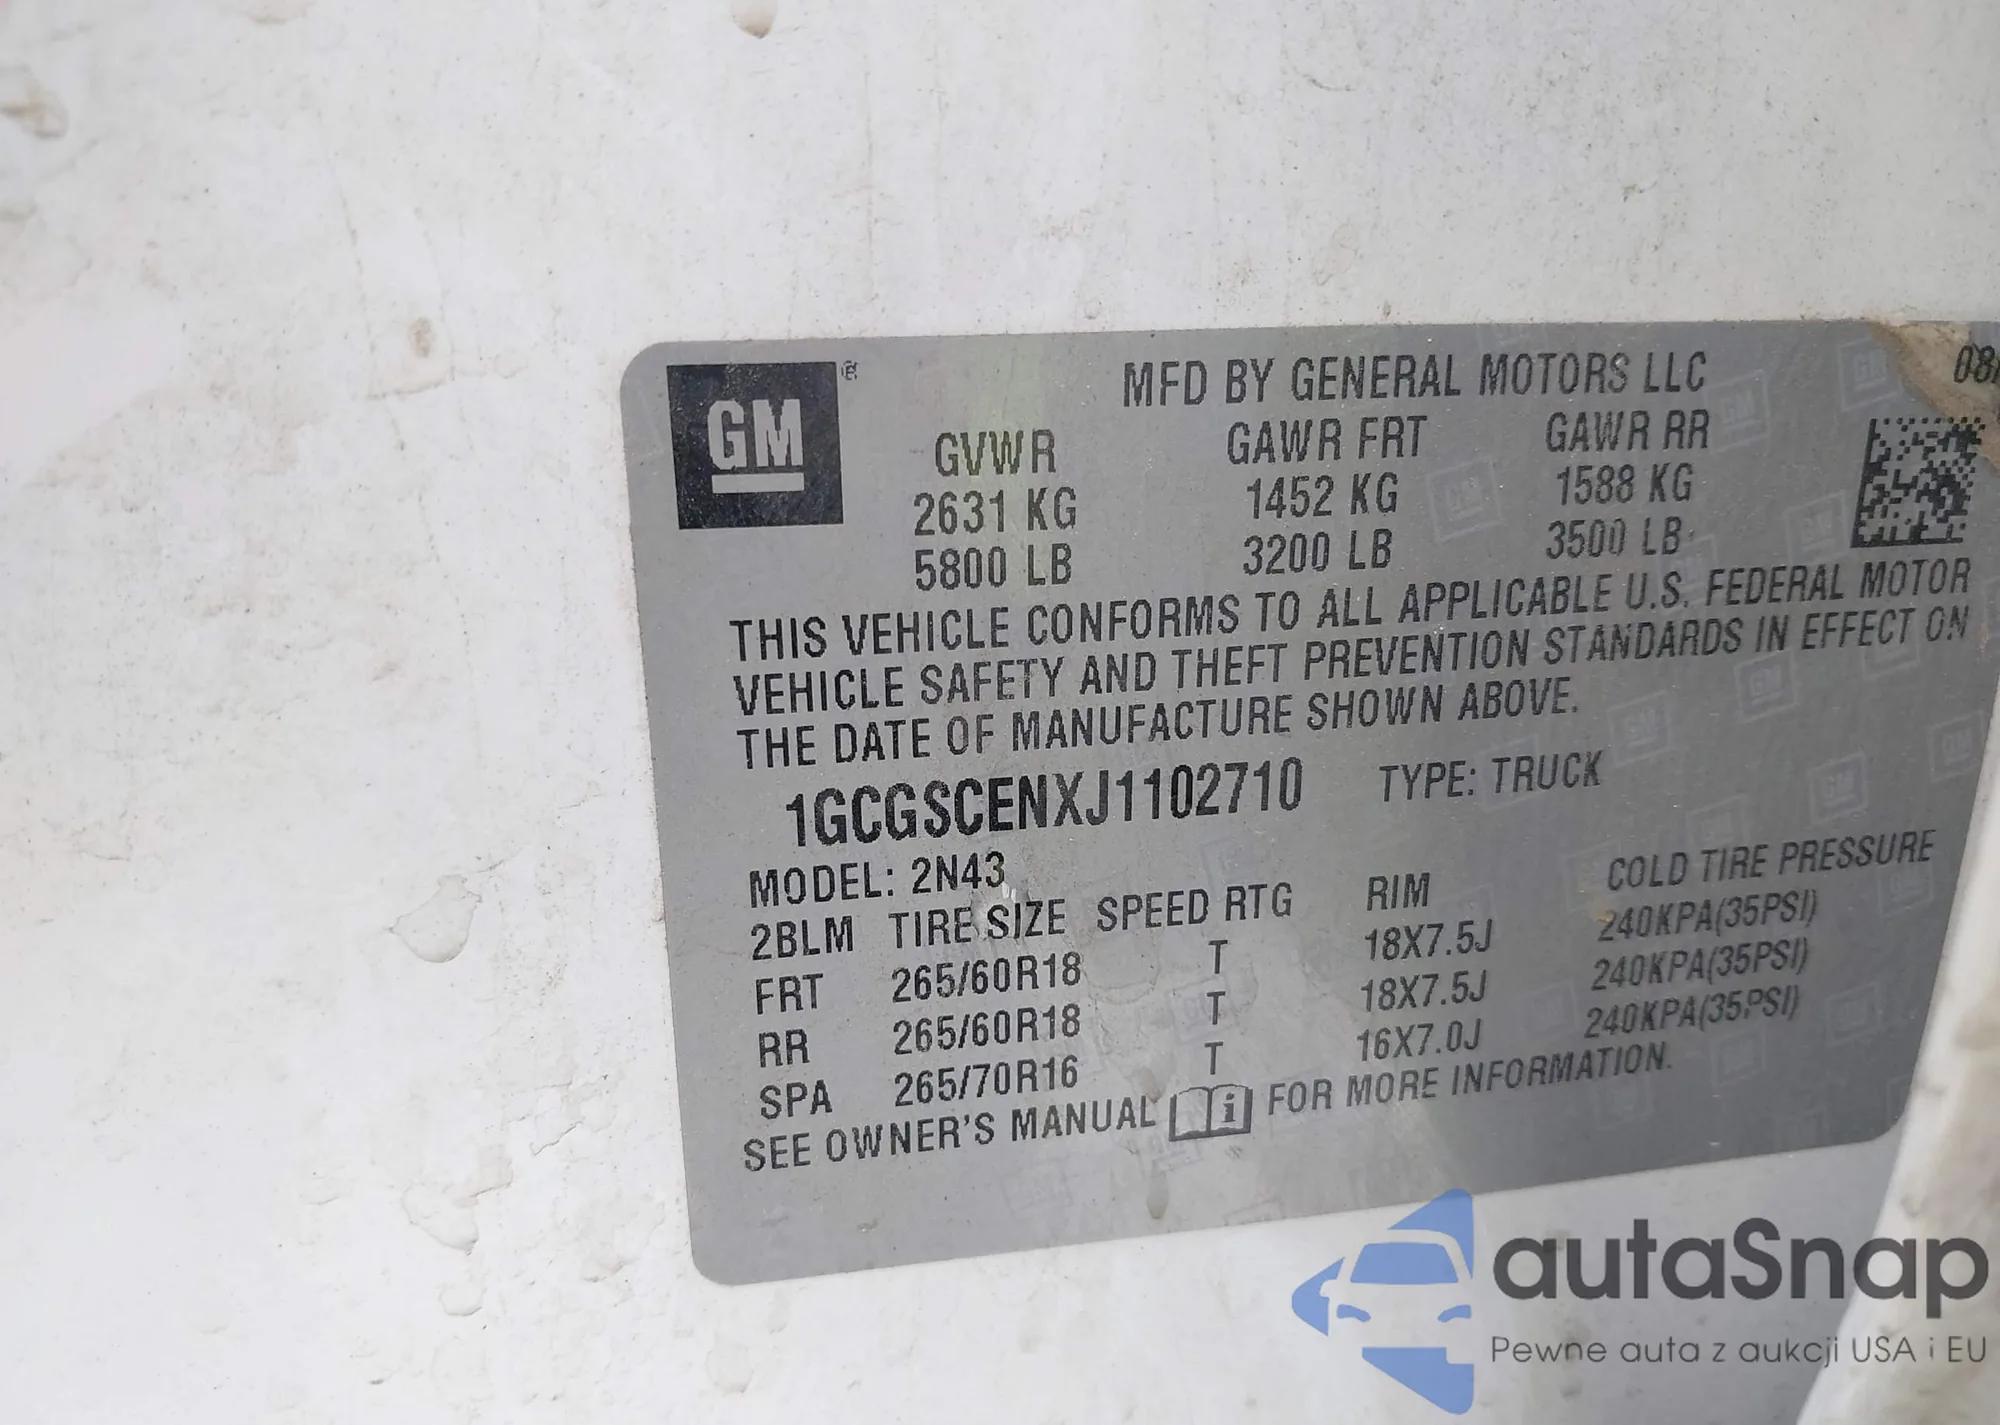 GM ®
MFD BY GENERAL MOTORS LLC
08/
GVWR GAWR FRT GAWR RR
2631 KG 1452 KG 1588 KG
5800 LB 3200 LB 3500 LB
THIS VEHICLE CONFORMS TO ALL APPLICABLE U.S. FEDERAL MOTOR
VEHICLE SAFETY AND THEFT PREVENTION STANDARDS IN EFFECT ON
THE DATE OF MANUFACTURE SHOWN ABOVE.
1GCGSCENXJ1102710 TYPE: TRUCK
MODEL: 2N43
2BLM TIRE SIZE SPEED RTG RIM COLD TIRE PRESSURE
FRT 265/60R18 T 18X7.5J 240KPA(35PSI)
RR 265/60R18 T 18X7.5J 240KPA(35PSI)
SPA 265/70R16 T 16X7.0J 240KPA(35PSI)
SEE OWNER'S MANUAL i FOR MORE INFORMATION.
autaSnap
Pewne auta z aukcji USA i EU